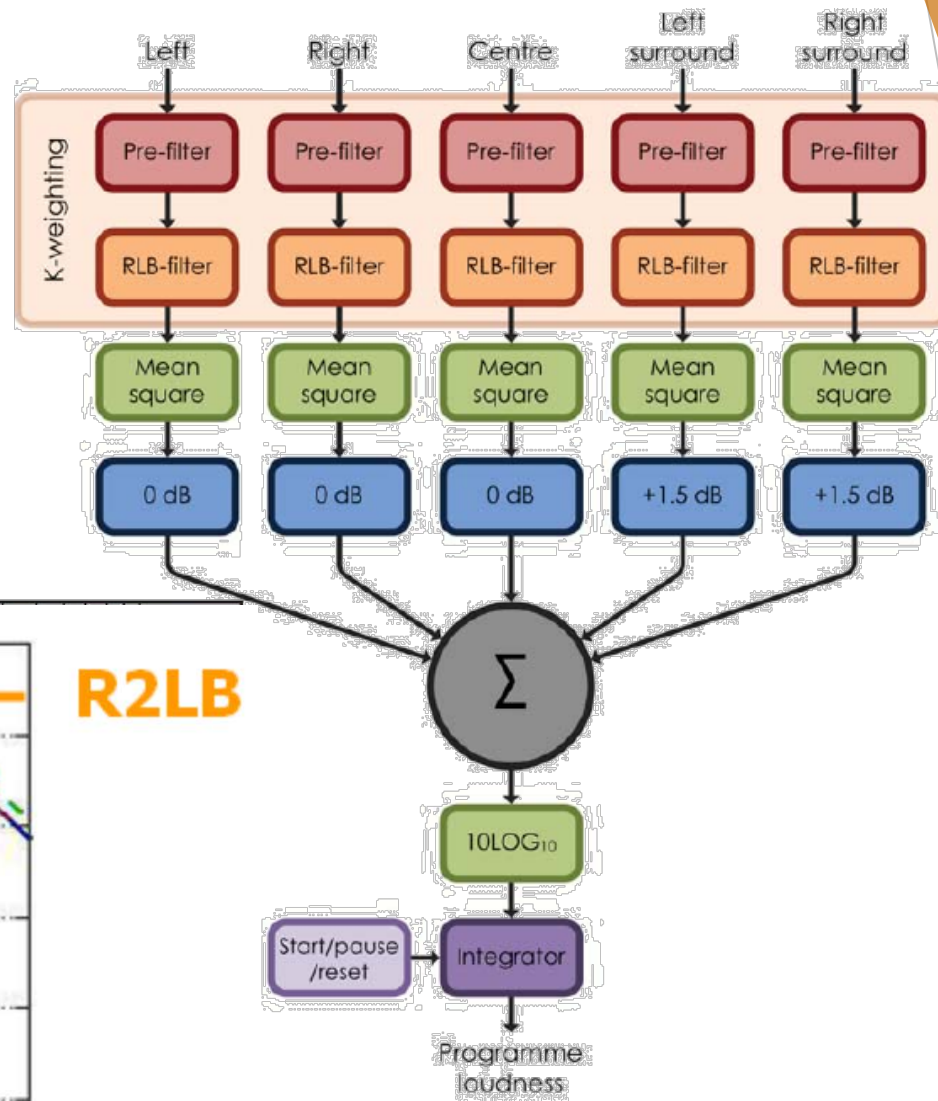 Left
Right
Centre
Left
surround
Right
surround
K-weighting
Pre-filter
Pre-filter
Pre-filter
Pre-filter
Pre-filter
RLB-filter
RLB-filter
RLB-filter
RLB-filter
RLB-filter
Mean
square
Mean
square
Mean
square
Mean
square
Mean
square
0 dB
0 dB
0 dB
+1.5 dB
+1.5 dB
Σ
R2LB
10LOG₁₀
Start/pause
/reset
Integrator
Programme
loudness